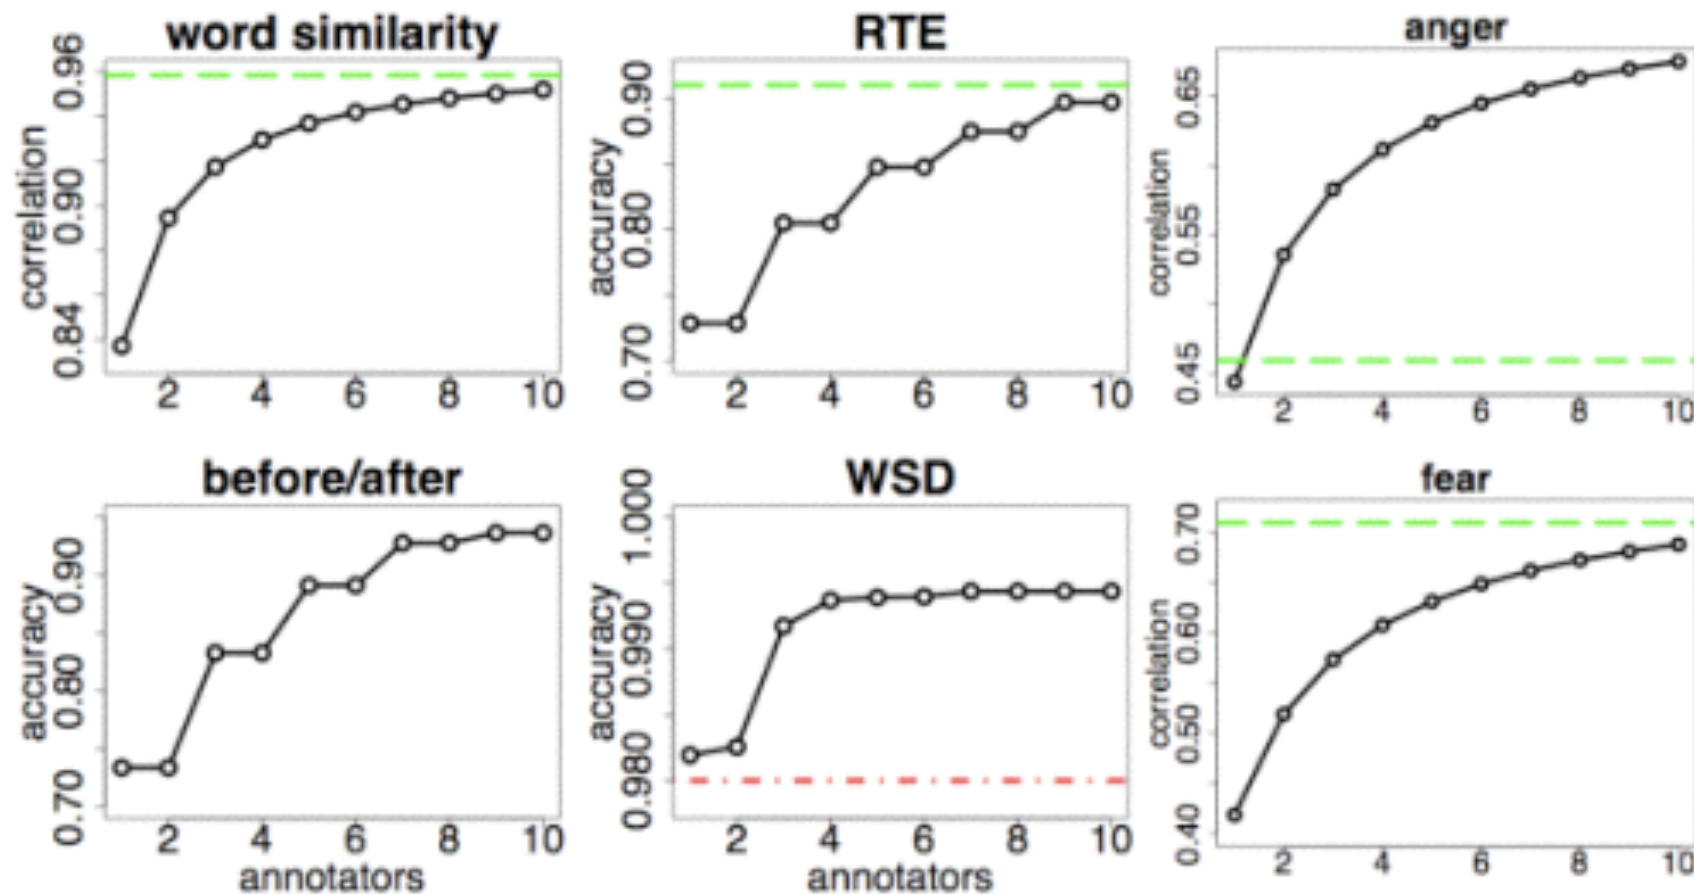 word similarity
correlation
0.84 0.90 0.96
2 4 6 8 10
RTE
accuracy
0.70 0.80 0.90
2 4 6 8 10
anger
correlation
0.45 0.55 0.65
2 4 6 8 10
before/after
accuracy
0.70 0.80 0.90
2 4 6 8 10
annotators
WSD
accuracy
0.980 0.990 1.000
2 4 6 8 10
annotators
fear
correlation
0.40 0.50 0.60 0.70
2 4 6 8 10